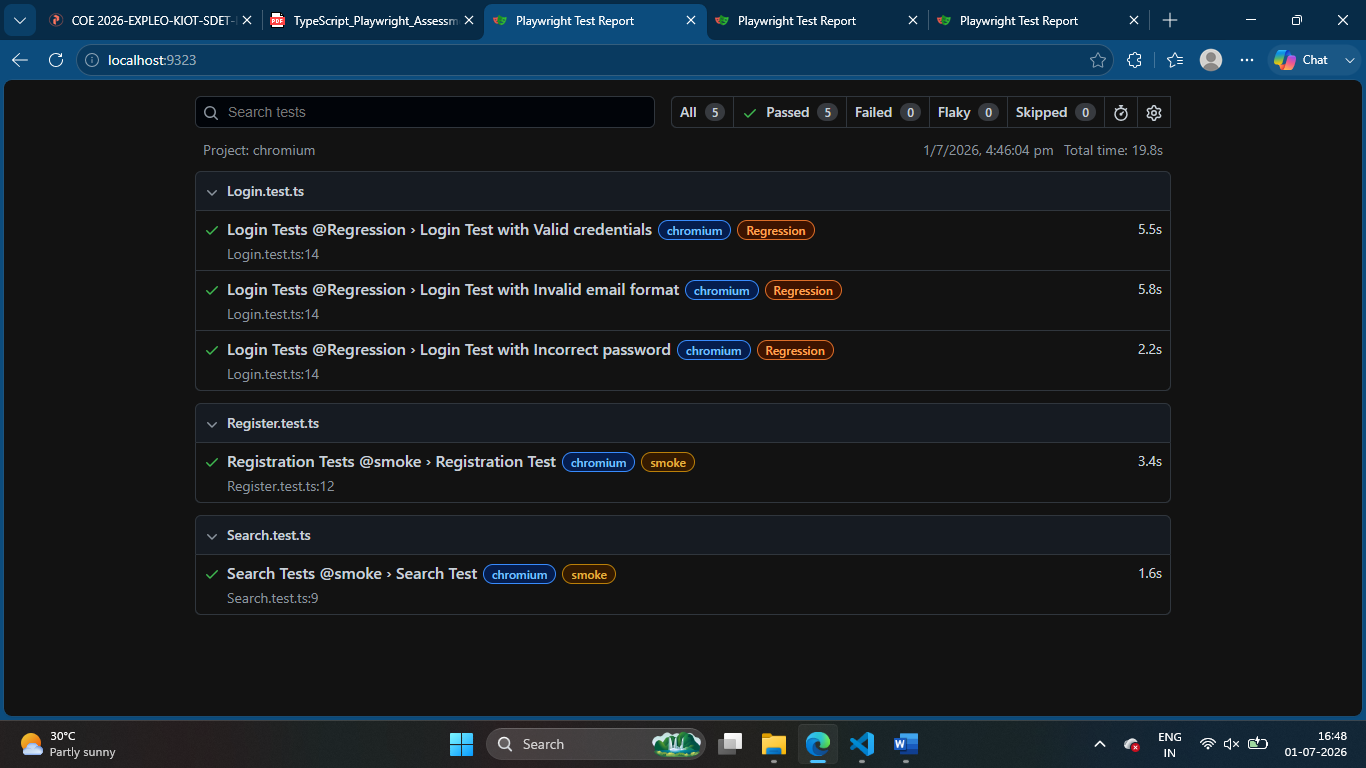 COE 2026-EXPLEO-KIOT-SDET-
TypeScript_Playwright_Assessm
Playwright Test Report
Playwright Test Report
Playwright Test Report
localhost:9323
Chat
Search tests
All 5
Passed 5
Failed 0
Flaky 0
Skipped 0
Project: chromium
1/7/2026, 4:46:04 pm Total time: 19.8s
Login.test.ts
Login Tests @Regression › Login Test with Valid credentials chromium Regression 5.5s
Login.test.ts:14
Login Tests @Regression › Login Test with Invalid email format chromium Regression 5.8s
Login.test.ts:14
Login Tests @Regression › Login Test with Incorrect password chromium Regression 2.2s
Login.test.ts:14
Register.test.ts
Registration Tests @smoke › Registration Test chromium smoke 3.4s
Register.test.ts:12
Search.test.ts
Search Tests @smoke › Search Test chromium smoke 1.6s
Search.test.ts:9
30°C
Partly sunny
Search
ENG
IN
16:48
01-07-2026